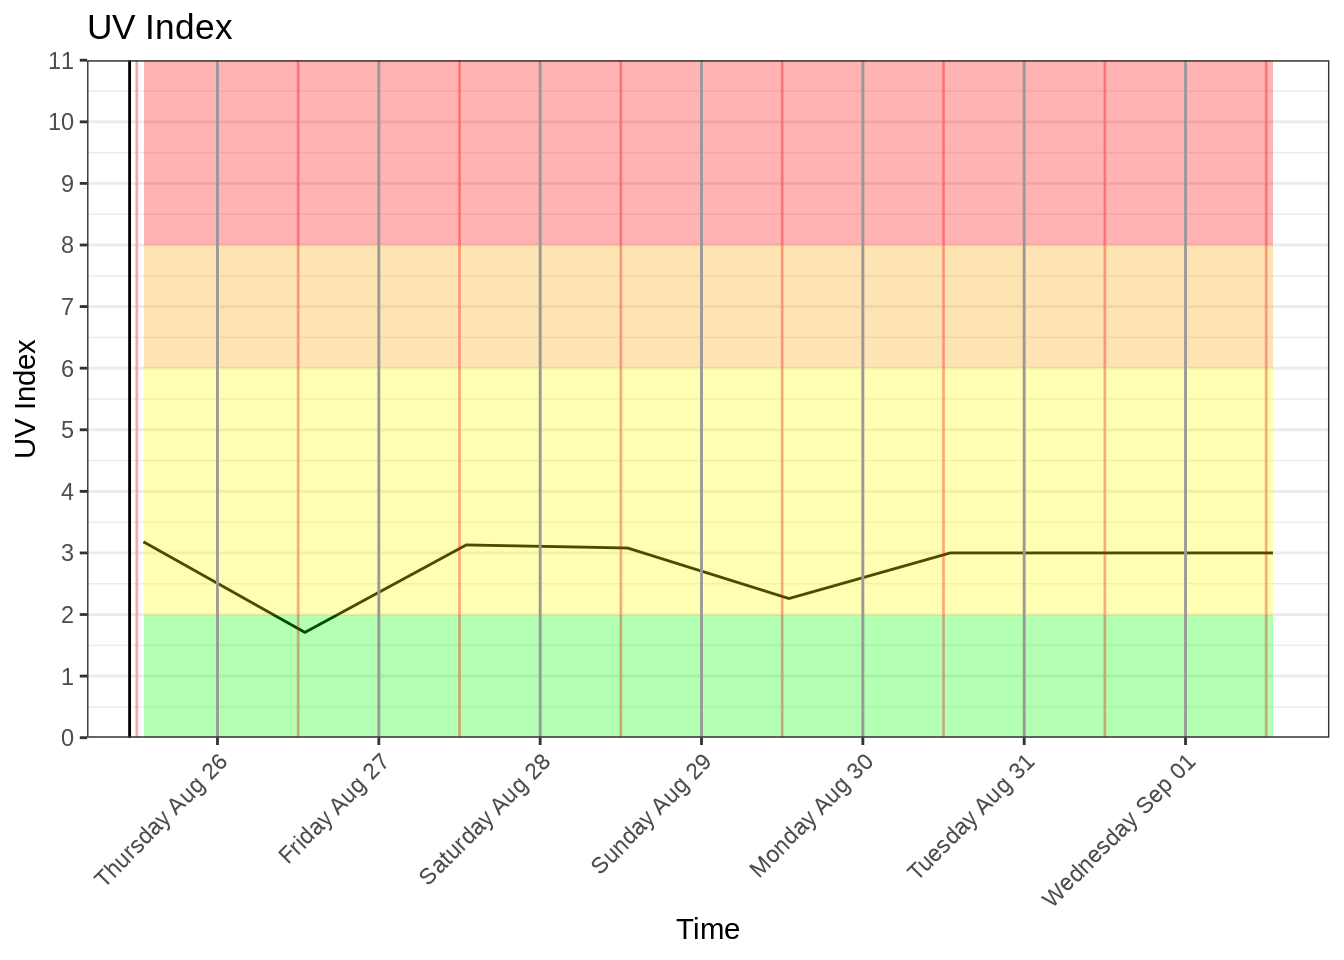 UV Index
11
10
9
8
7
6
5
4
3
2
1
0
UV Index
Thursday Aug 26
Friday Aug 27
Saturday Aug 28
Sunday Aug 29
Monday Aug 30
Tuesday Aug 31
Wednesday Sep 01
Time